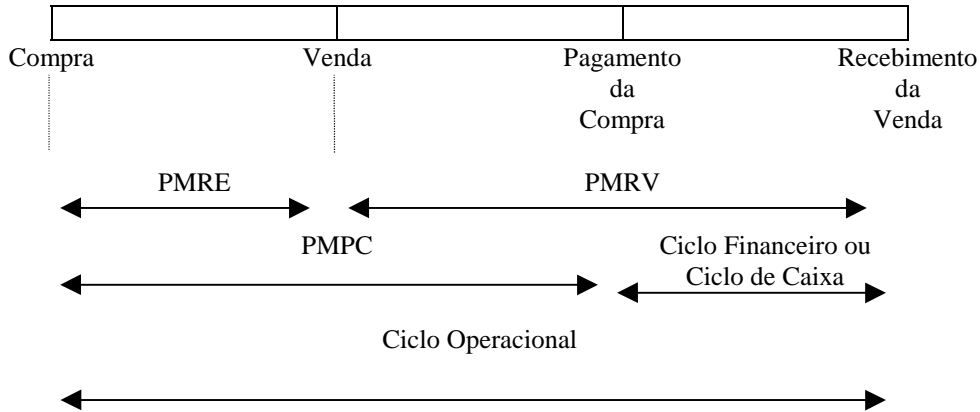 Compra Venda Pagamento Recebimento
da da
Compra Venda
PMRE PMRV
PMPC Ciclo Financeiro ou
Ciclo de Caixa
Ciclo Operacional